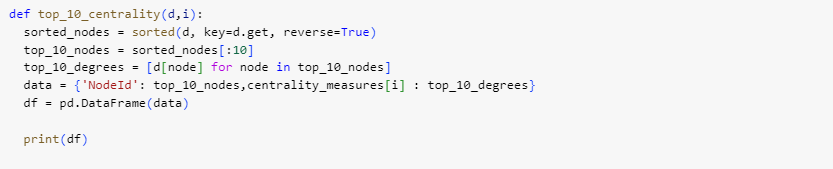 def top_10_centrality(d,i):
  sorted_nodes = sorted(d, key=d.get, reverse=True)
  top_10_nodes = sorted_nodes[:10]
  top_10_degrees = [d[node] for node in top_10_nodes]
  data = {'NodeId': top_10_nodes,centrality_measures[i] : top_10_degrees}
  df = pd.DataFrame(data)

  print(df)